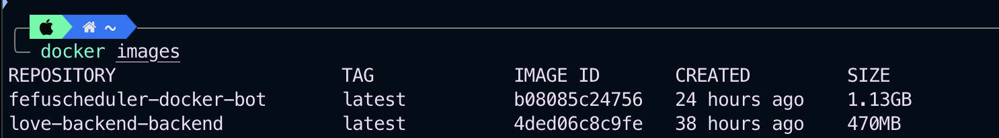 ~
docker images
REPOSITORY TAG IMAGE ID CREATED SIZE
fefuscheduler-docker-bot latest b08085c24756 24 hours ago 1.13GB
love-backend-backend latest 4ded06c8c9fe 38 hours ago 470MB